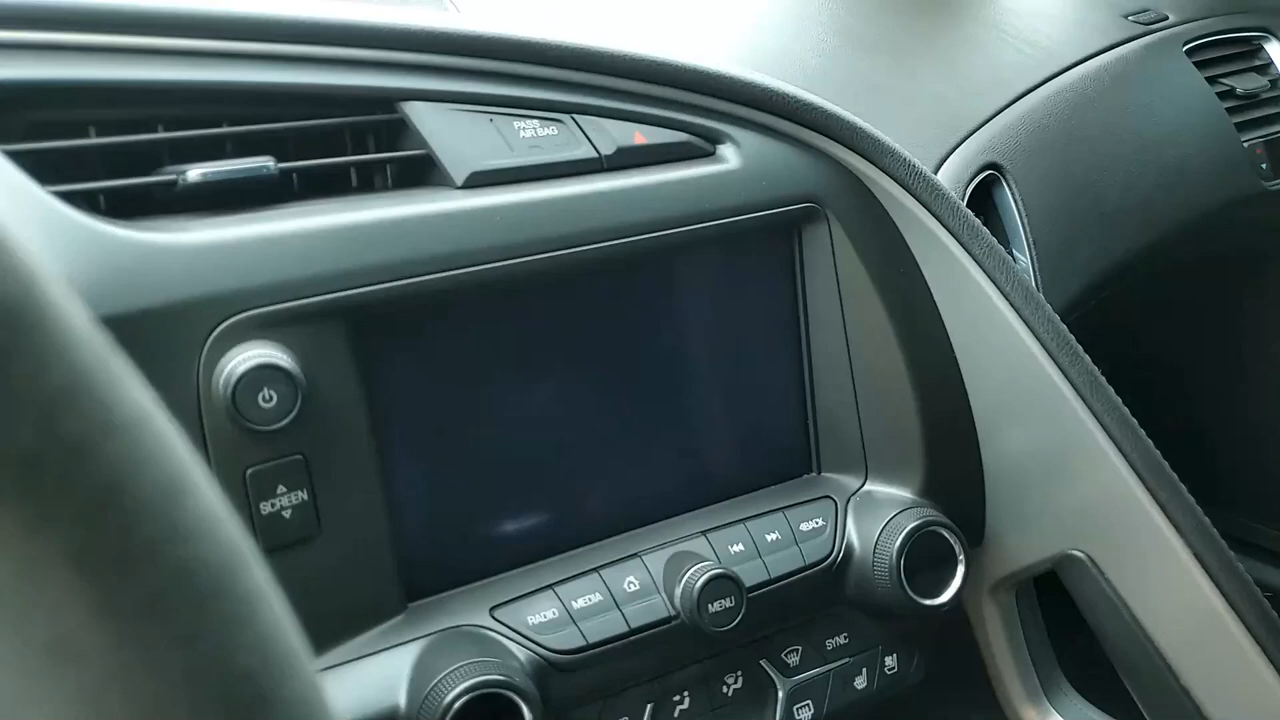 PASS
AIR BAG
SCREEN
RADIO
MEDIA
MENU
BACK
SYNC